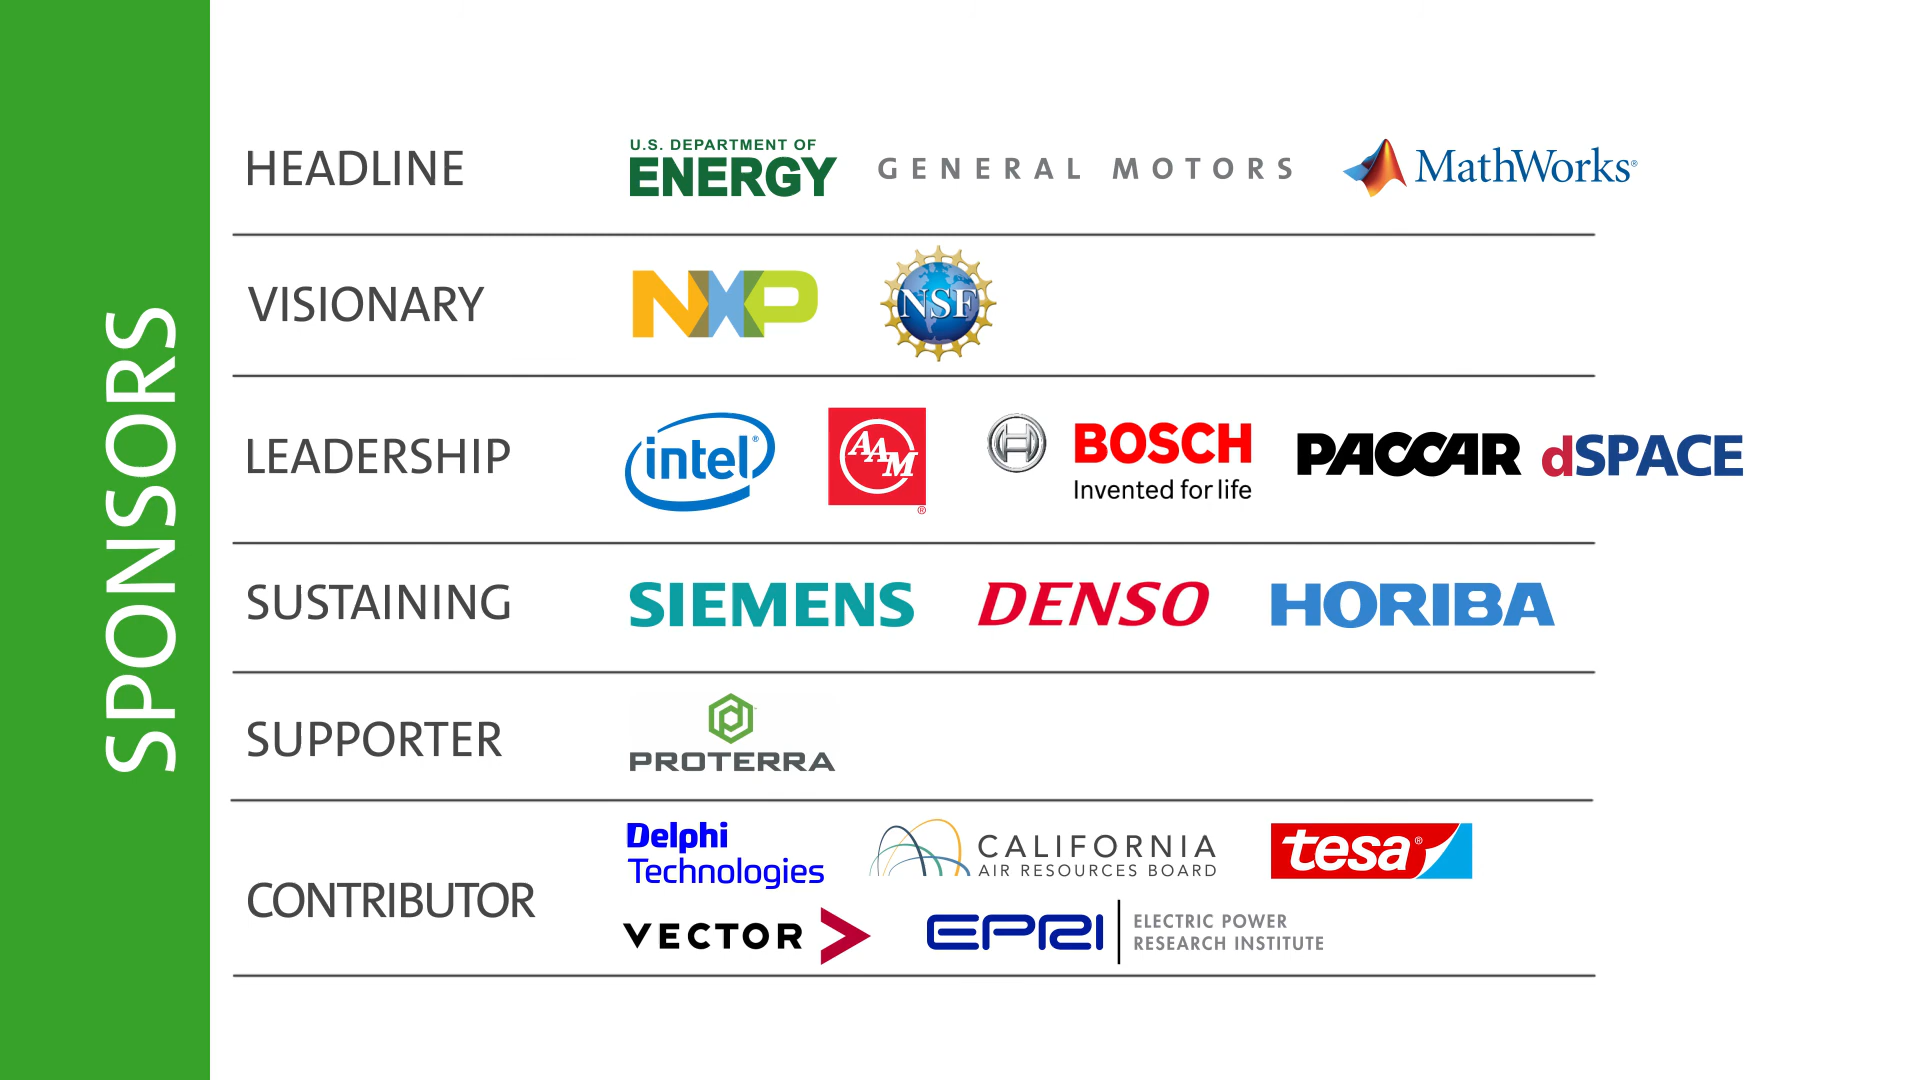 SPONSORS
HEADLINE
U.S. DEPARTMENT OF
ENERGY
GENERAL MOTORS
MathWorks®
VISIONARY
NXP
NSF
LEADERSHIP
intel®
AAM®
BOSCH
Invented for life
PACCAR
dSPACE
SUSTAINING
SIEMENS
DENSO
HORIBA
SUPPORTER
PROTERRA
CONTRIBUTOR
Delphi
Technologies
CALIFORNIA
AIR RESOURCES BOARD
tesa®
VECTOR
EPRI
ELECTRIC POWER
RESEARCH INSTITUTE